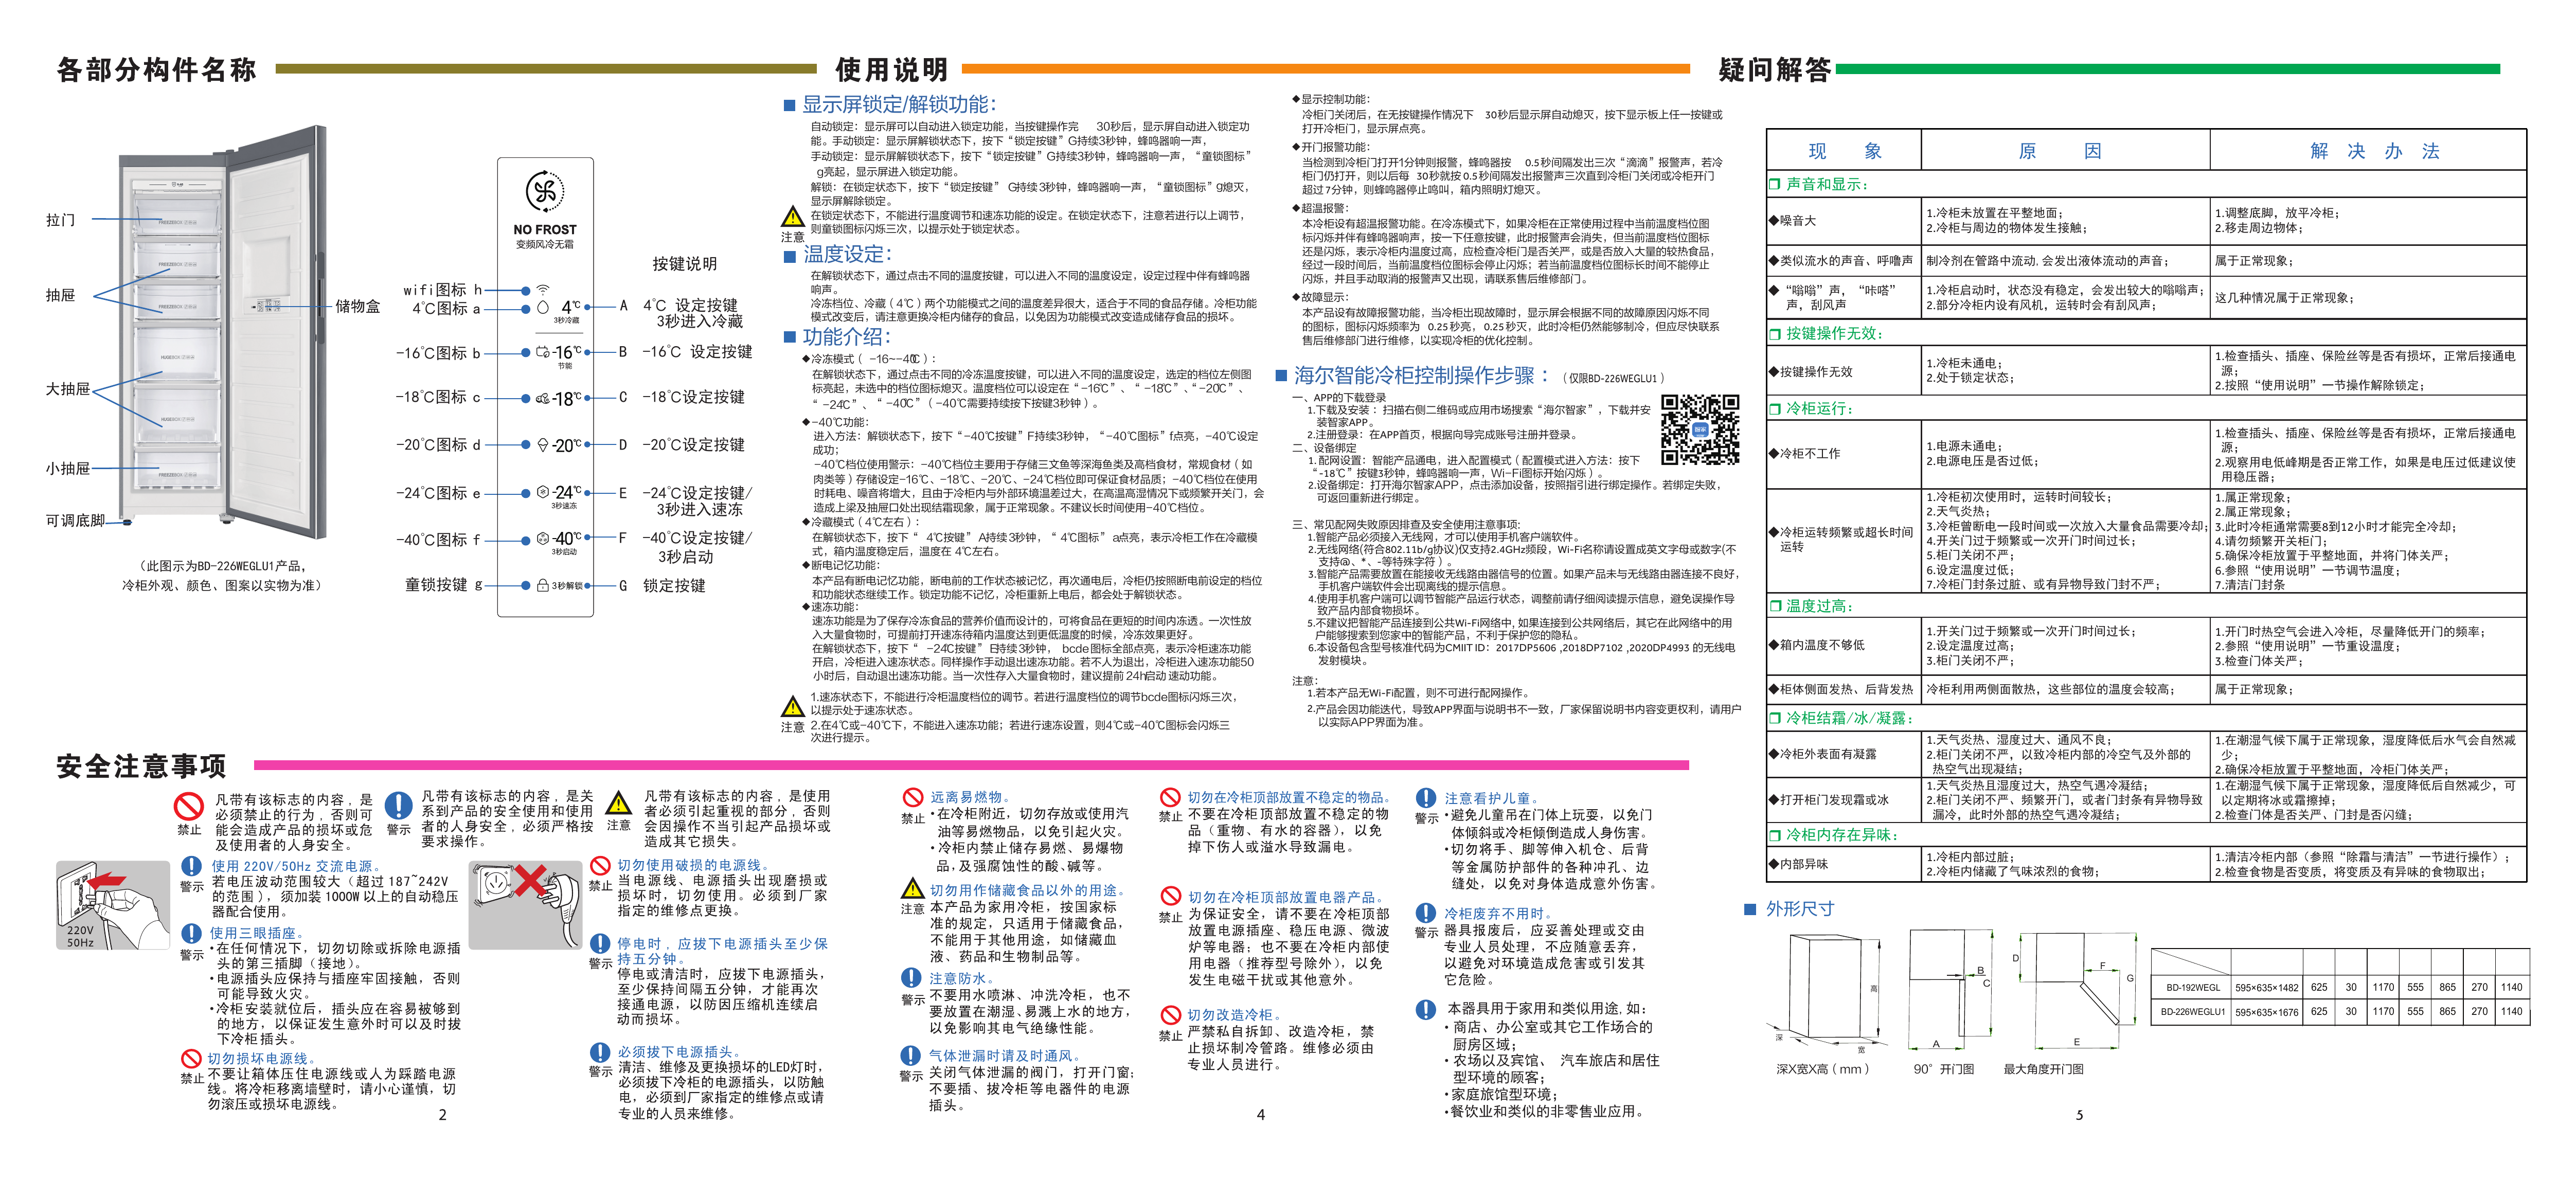 各部分构件名称
拉门
抽屉
大抽屉
小抽屉
可调底脚
储物盒
(此图示为BD-226WEGLU1产品，
冷柜外观、颜色、图案以实物为准)
NO FROST
变频风冷无霜
按键说明
wifi图标 h
4℃图标 a
4℃
3秒冷藏
A 4℃ 设定按键
3秒进入冷藏
-16℃图标 b
-16℃
节能
B -16℃ 设定按键
-18℃图标 c
-18℃
C -18℃设定按键
-20℃图标 d
-20℃
D -20℃设定按键
-24℃图标 e
-24℃
3秒速冻
E -24℃设定按键/
3秒进入速冻
-40℃图标 f
-40℃
3秒启动
F -40℃设定按键/
3秒启动
童锁按键 g
3秒解锁
G 锁定按键
使用说明
显示屏锁定/解锁功能：
自动锁定：显示屏可以自动进入锁定功能，当按键操作完 30秒后，显示屏自动进入锁定功
能。手动锁定：显示屏解锁状态下，按下“锁定按键”G持续3秒钟，蜂鸣器响一声，
手动锁定：显示屏解锁状态下，按下“锁定按键”G持续3秒钟，蜂鸣器响一声，“童锁图标”
g亮起，显示屏进入锁定功能。
解锁：在锁定状态下，按下“锁定按键” G持续3秒钟，蜂鸣器响一声，“童锁图标”g熄灭，
显示屏解除锁定。
注意
在锁定状态下，不能进行温度调节和速冻功能的设定。在锁定状态下，注意若进行以上调节，
则童锁图标闪烁三次，以提示处于锁定状态。
温度设定：
在解锁状态下，通过点击不同的温度按键，可以进入不同的温度设定，设定过程中伴有蜂鸣器
响声。
冷冻档位、冷藏（4℃）两个功能模式之间的温度差异很大，适合于不同的食品存储。冷柜功能
模式改变后，请注意更换冷柜内储存的食品，以免因为功能模式改变造成储存食品的损坏。
功能介绍：
◆冷冻模式（ -16~-40℃）：
在解锁状态下，通过点击不同的冷冻温度按键，可以进入不同的温度设定，选定的档位左侧图
标亮起，未选中的档位图标熄灭。温度档位可以设定在“-16℃”、“-18℃”、“-20℃”、
“-24℃”、“-40℃”（-40℃需要持续按下按键3秒钟）。
◆-40℃功能：
进入方法：解锁状态下，按下“-40℃按键”F持续3秒钟，“-40℃图标”f点亮，-40℃设定
成功；
-40℃档位使用警示：-40℃档位主要用于存储三文鱼等深海鱼类及高档食材，常规食材（如
肉类等）存储设定-16℃、-18℃、-20℃、-24℃档位即可保证食材品质；-40℃档位在使用
时耗电、噪音将增大，且由于冷柜内与外部环境温差过大，在高温高湿情况下或频繁开关门，会
造成上梁及抽屉口处出现结霜现象，属于正常现象。不建议长时间使用-40℃档位。
◆冷藏模式（4℃左右）：
在解锁状态下，按下“ 4℃按键” A持续3秒钟，“ 4℃图标” a点亮，表示冷柜工作在冷藏模
式，箱内温度稳定后，温度在 4℃左右。
◆断电记忆功能：
本产品有断电记忆功能，断电前的工作状态被记忆，再次通电后，冷柜仍按照断电前设定的档位
和功能状态继续工作。锁定功能不记忆，冷柜重新上电后，都会处于解锁状态。
◆速冻功能：
速冻功能是为了保存冷冻食品的营养价值而设计的，可将食品在更短的时间内冻透。一次性放
入大量食物时，可提前打开速冻待箱内温度达到更低温度的时候，冷冻效果更好。
在解锁状态下，按下“ -24℃按键” E持续3秒钟， bcde图标全部点亮，表示冷柜速冻功能
开启，冷柜进入速冻状态。同样操作手动退出速冻功能。若不人为退出，冷柜进入速冻功能50
小时后，自动退出速冻功能。当一次性存入大量食物时，建议提前 24h启动 速动功能。
注意
1.速冻状态下，不能进行冷柜温度档位的调节。若进行温度档位的调节bcde图标闪烁三次，
以提示处于速冻状态。
2.在4℃或-40℃下，不能进入速冻功能；若进行速冻设置，则4℃或-40℃图标会闪烁三
次进行提示。
◆显示控制功能：
冷柜门关闭后，在无按键操作情况下 30秒后显示屏自动熄灭，按下显示板上任一按键或
打开冷柜门，显示屏点亮。
◆开门报警功能：
当检测到冷柜门打开1分钟则报警，蜂鸣器按 0.5秒间隔发出三次“滴滴”报警声，若冷
柜门仍打开，则以后每 30秒就按0.5秒间隔发出报警声三次直到冷柜门关闭或冷柜开门
超过7分钟，则蜂鸣器停止鸣叫，箱内照明灯熄灭。
◆超温报警：
本冷柜设有超温报警功能。在冷冻模式下，如果冷柜在正常使用过程中当前温度档位图
标闪烁并伴有蜂鸣器响声，按一下任意按键，此时报警声会消失，但当前温度档位图标
还是闪烁，表示冷柜内温度过高，应检查冷柜门是否关严，或是否放入大量的较热食品，
经过一段时间后，当前温度档位图标会停止闪烁；若当前温度档位图标长时间不能停止
闪烁，并且手动取消的报警声又出现，请联系售后维修部门。
◆故障显示：
本产品设有故障报警功能，当冷柜出现故障时，显示屏会根据不同的故障原因闪烁不同
的图标，图标闪烁频率为 0.25秒亮，0.25秒灭，此时冷柜仍然能够制冷，但应尽快联系
售后维修部门进行维修，以实现冷柜的优化控制。
海尔智能冷柜控制操作步骤：（仅限BD-226WEGLU1）
一、APP的下载登录
1.下载及安装：扫描右侧二维码或应用市场搜索“海尔智家”，下载并安
装智家APP。
2.注册登录：在APP首页，根据向导完成账号注册并登录。
二、设备绑定
1.配网设置：智能产品通电，进入配置模式（配置模式进入方法：按下
“-18℃”按键3秒钟，蜂鸣器响一声，Wi-Fi图标开始闪烁）。
2.设备绑定：打开海尔智家APP，点击添加设备，按照指引进行绑定操作。若绑定失败，
可返回重新进行绑定。
三、常见配网失败原因排查及安全使用注意事项:
1.智能产品必须接入无线网，才可以使用手机客户端软件。
2.无线网络(符合802.11b/g协议)仅支持2.4GHz频段，Wi-Fi名称请设置成英文字母或数字(不
支持@、*、-等特殊字符）。
3.智能产品需要放置在能接收无线路由器信号的位置。如果产品未与无线路由器连接不良好，
手机客户端软件会出现离线的提示信息。
4.使用手机客户端可以调节智能产品运行状态，调整前请仔细阅读提示信息，避免误操作导
致产品内部食物损坏。
5.不建议把智能产品连接到公共Wi-Fi网络中,如果连接到公共网络后，其它在此网络中的用
户能够搜索到您家中的智能产品，不利于保护您的隐私。
6.本设备包含型号核准代码为CMIIT ID：2017DP5606 ,2018DP7102 ,2020DP4993 的无线电
发射模块。
注意：
1.若本产品无Wi-Fi配置，则不可进行配网操作。
2.产品会因功能迭代，导致APP界面与说明书不一致，厂家保留说明书内容变更权利，请用户
以实际APP界面为准。
疑问解答
现 象 原 因 解 决 办 法
声音和显示：
◆噪音大
1.冷柜未放置在平整地面；
2.冷柜与周边的物体发生接触；
1.调整底脚，放平冷柜；
2.移走周边物体；
◆类似流水的声音、呼噜声
制冷剂在管路中流动.会发出液体流动的声音；
属于正常现象；
◆“嗡嗡”声，“咔嗒”
声，刮风声
1.冷柜启动时，状态没有稳定，会发出较大的嗡嗡声；
2.部分冷柜内设有风机，运转时会有刮风声；
这几种情况属于正常现象；
按键操作无效：
◆按键操作无效
1.冷柜未通电；
2.处于锁定状态；
1.检查插头、插座、保险丝等是否有损坏，正常后接通电
源；
2.按照“使用说明”一节操作解除锁定；
冷柜运行：
◆冷柜不工作
1.电源未通电；
2.电源电压是否过低；
1.检查插头、插座、保险丝等是否有损坏，正常后接通电
源；
2.观察用电低峰期是否正常工作，如果是电压过低建议使
用稳压器；
◆冷柜运转频繁或超长时间
运转
1.冷柜初次使用时，运转时间较长；
2.天气炎热；
3.冷柜曾断电一段时间或一次放入大量食品需要冷却；
4.开关门过于频繁或一次开门时间过长；
5.柜门关闭不严；
6.设定温度过低；
7.冷柜门封条过脏、或有异物导致门封不严；
1.属正常现象；
2.属正常现象；
3.此时冷柜通常需要8到12小时才能完全冷却；
4.请勿频繁开关柜门；
5.确保冷柜放置于平整地面，并将门体关严；
6.参照“使用说明”一节调节温度；
7.清洁门封条
温度过高：
◆箱内温度不够低
1.开关门过于频繁或一次开门时间过长；
2.设定温度过高；
3.柜门关闭不严；
1.开门时热空气会进入冷柜，尽量降低开门的频率；
2.参照“使用说明”一节重设温度；
3.检查门体关严；
◆柜体侧面发热、后背发热
冷柜利用两侧面散热，这些部位的温度会较高；
属于正常现象；
冷柜结霜/冰/凝露：
◆冷柜外表面有凝露
1.天气炎热、湿度过大、通风不良；
2.柜门关闭不严，以致冷柜内部的冷空气及外部的
热空气出现凝结；
1.在潮湿气候下属于正常现象，湿度降低后水气会自然减
少；
2.确保冷柜放置于平整地面，冷柜门体关严；
◆打开柜门发现霜或冰
1.天气炎热且湿度过大，热空气遇冷凝结；
2.柜门关闭不严、频繁开门，或者门封条有异物导致
漏冷，此时外部的热空气遇冷凝结；
1.在潮湿气候下属于正常现象，湿度降低后自然减少，可
以定期将冰或霜擦掉；
2.检查门体是否关严、门封是否闪缝；
冷柜内存在异味：
◆内部异味
1.冷柜内部过脏；
2.冷柜内储藏了气味浓烈的食物；
1.清洁冷柜内部（参照“除霜与清洁”一节进行操作）；
2.检查食物是否变质，将变质及有异味的食物取出；
外形尺寸
高
深
宽
深X宽X高（mm）
A
B
C
90°开门图
D
E
F
G
最大角度开门图
BD-192WEGL 595×635×1482 625 30 1170 555 865 270 1140
BD-226WEGLU1 595×635×1676 625 30 1170 555 865 270 1140
5
安全注意事项
禁止
凡带有该标志的内容，是
必须禁止的行为，否则可
能会造成产品的损坏或危
及使用者的人身安全。
警示
凡带有该标志的内容，是关
系到产品的安全使用和使用
者的人身安全，必须严格按
要求操作。
注意
凡带有该标志的内容，是使用
者必须引起重视的部分，否则
会因操作不当引起产品损坏或
造成其它损失。
220V
50Hz
警示
使用 220V/50Hz 交流电源。
若电压波动范围较大（超过 187~242V
的范围），须加装 1000W 以上的自动稳压
器配合使用。
警示
使用三眼插座。
·在任何情况下，切勿切除或拆除电源插
头的第三插脚（接地）。
·电源插头应保持与插座牢固接触，否则
可能导致火灾。
·冷柜安装就位后，插头应在容易被够到
的地方，以保证发生意外时可以及时拔
下冷柜插头。
禁止
切勿损坏电源线。
不要让箱体压住电源线或人为踩踏电源
线。将冷柜移离墙壁时，请小心谨慎，切
勿滚压或损坏电源线。
2
禁止
切勿使用破损的电源线。
当电源线、电源插头出现磨损或
损坏时，切勿使用。必须到厂家
指定的维修点更换。
警示
停电时，应拔下电源插头至少保
持五分钟。
停电或清洁时，应拔下电源插头，
至少保持间隔五分钟，才能再次
接通电源，以防因压缩机连续启
动而损坏。
警示
必须拔下电源插头。
清洁、维修及更换损坏的LED灯时，
必须拔下冷柜的电源插头，以防触
电，必须到厂家指定的维修点或请
专业的人员来维修。
禁止
远离易燃物。
·在冷柜附近，切勿存放或使用汽
油等易燃物品，以免引起火灾。
·冷柜内禁止储存易燃、易爆物
品,及强腐蚀性的酸、碱等。
注意
切勿用作储藏食品以外的用途。
本产品为家用冷柜，按国家标
准的规定，只适用于储藏食品，
不能用于其他用途，如储藏血
液、药品和生物制品等。
警示
注意防水。
不要用水喷淋、冲洗冷柜，也不
要放置在潮湿、易溅上水的地方，
以免影响其电气绝缘性能。
警示
气体泄漏时请及时通风。
关闭气体泄漏的阀门，打开门窗;
不要插、拔冷柜等电器件的电源
插头。
禁止
切勿在冷柜顶部放置不稳定的物品。
不要在冷柜顶部放置不稳定的物
品（重物、有水的容器），以免
掉下伤人或溢水导致漏电。
禁止
切勿在冷柜顶部放置电器产品。
为保证安全，请不要在冷柜顶部
放置电源插座、稳压电源、微波
炉等电器；也不要在冷柜内部使
用电器（推荐型号除外），以免
发生电磁干扰或其他意外。
禁止
切勿改造冷柜。
严禁私自拆卸、改造冷柜，禁
止损坏制冷管路。维修必须由
专业人员进行。
4
警示
注意看护儿童。
·避免儿童吊在门体上玩耍，以免门
体倾斜或冷柜倾倒造成人身伤害。
·切勿将手、脚等伸入机仓、后背
等金属防护部件的各种冲孔、边
缝处，以免对身体造成意外伤害。
警示
冷柜废弃不用时。
器具报废后，应妥善处理或交由
专业人员处理，不应随意丢弃，
以避免对环境造成危害或引发其
它危险。
本器具用于家用和类似用途,如：
·商店、办公室或其它工作场合的
厨房区域；
·农场以及宾馆、 汽车旅店和居住
型环境的顾客；
·家庭旅馆型环境；
·餐饮业和类似的非零售业应用。